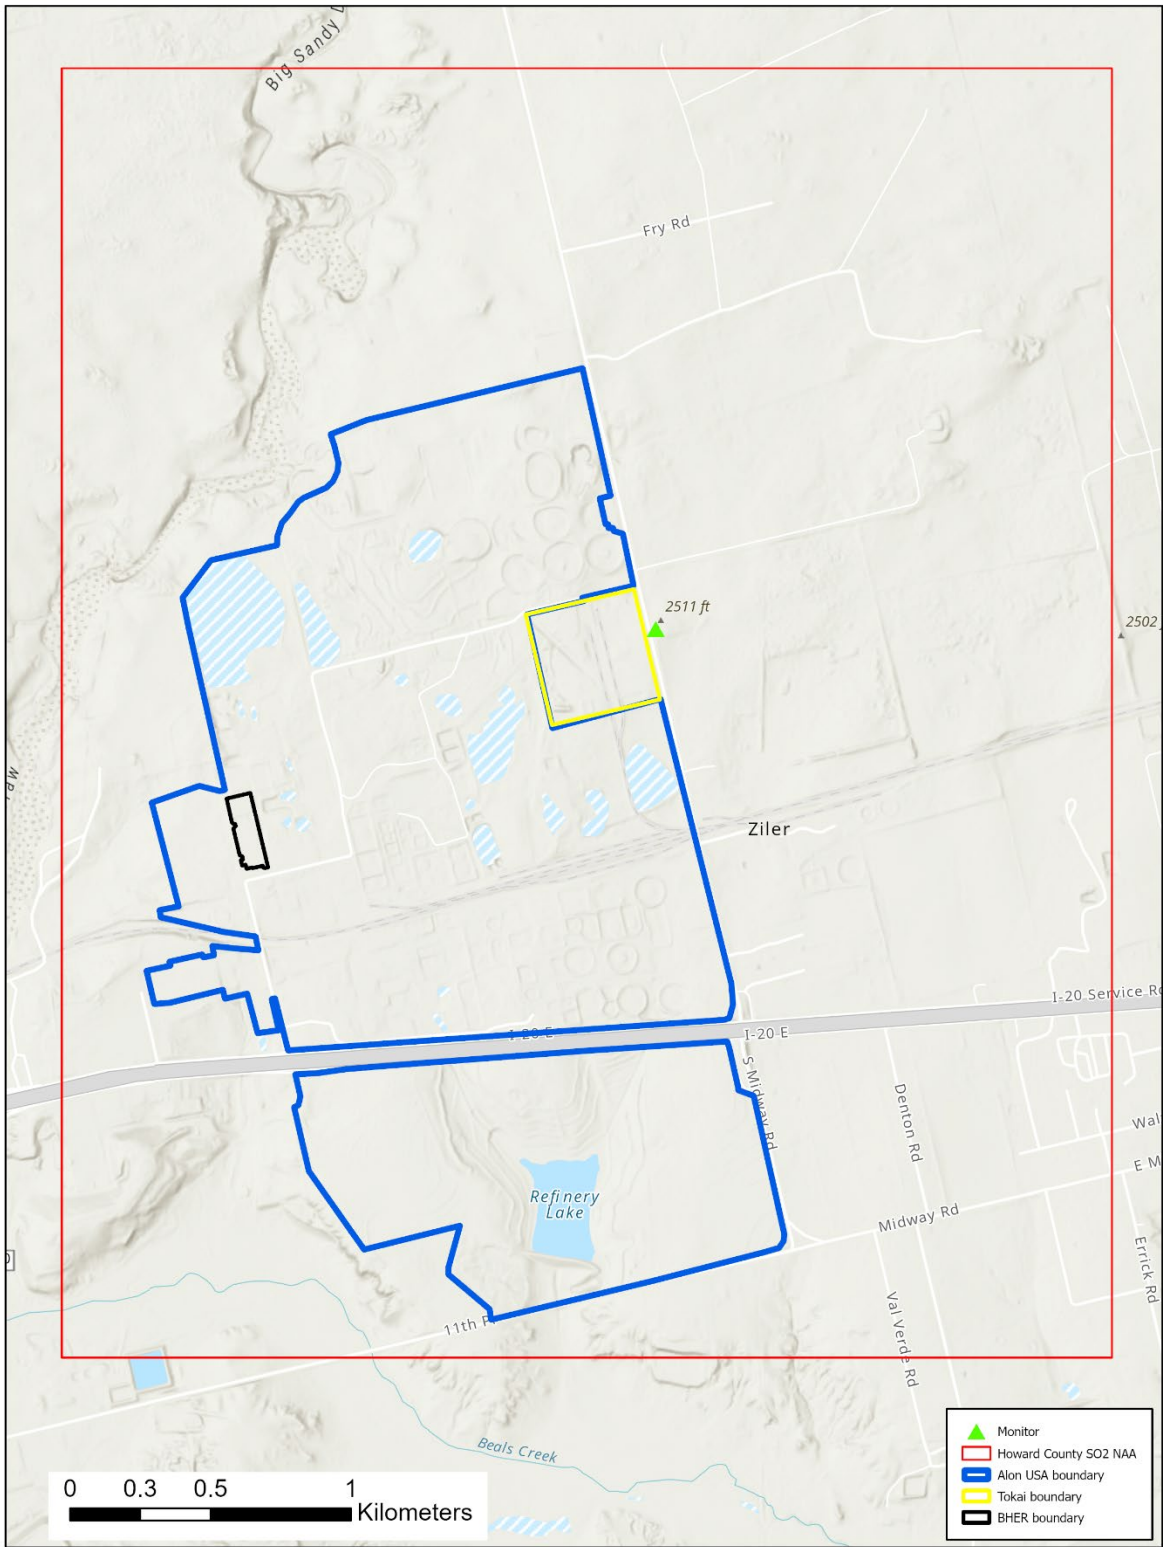 Big Sandy D
Fry Rd
2511 ft
2502
aw
Ziler
I-20 Service Rd
I-20 E
I-20 E
S Midway Rd
Denton Rd
Wal
E M
Refinery
Lake
Midway Rd
Errick Rd
Val Verde Rd
11th Pl
Beals Creek
Monitor
Howard County SO2 NAA
Alon USA boundary
Tokai boundary
BHER boundary
0 0.3 0.5 1
Kilometers